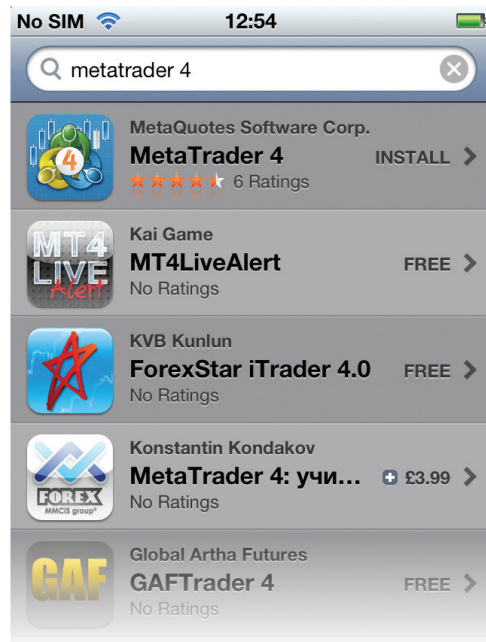 No SIM 12:54
metatrader 4
MetaQuotes Software Corp.
4 MetaTrader 4 INSTALL
6 Ratings
Kai Game
MT4 LIVE Alert
MT4LiveAlert FREE
No Ratings
KVB Kunlun
ForexStar iTrader 4.0 FREE
No Ratings
Konstantin Kondakov
MetaTrader 4: учи... £3.99
FOREX
MMCIS group®
No Ratings
Global Artha Futures
GAF
GAFTrader 4 FREE
No Ratings